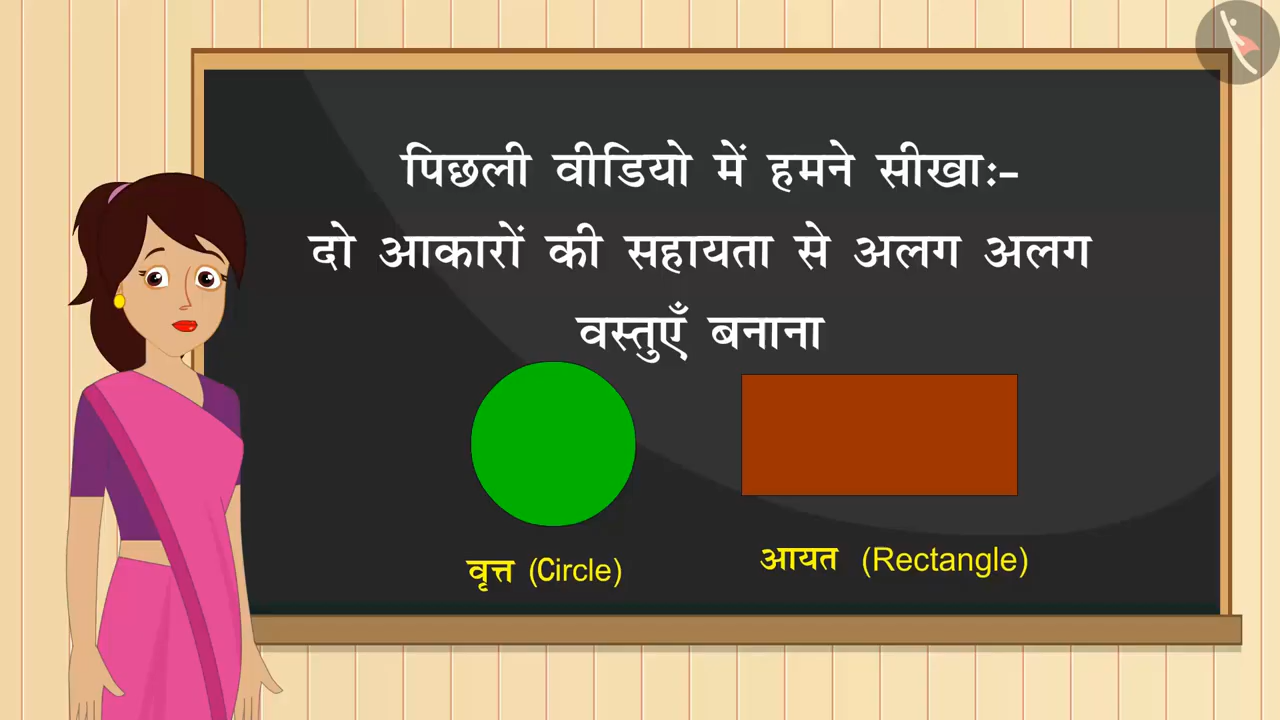 पिछली वीडियो में हमने सीखाः-
दो आकारों की सहायता से अलग अलग
वस्तुएँ बनाना
वृत्त (Circle)
आयत (Rectangle)